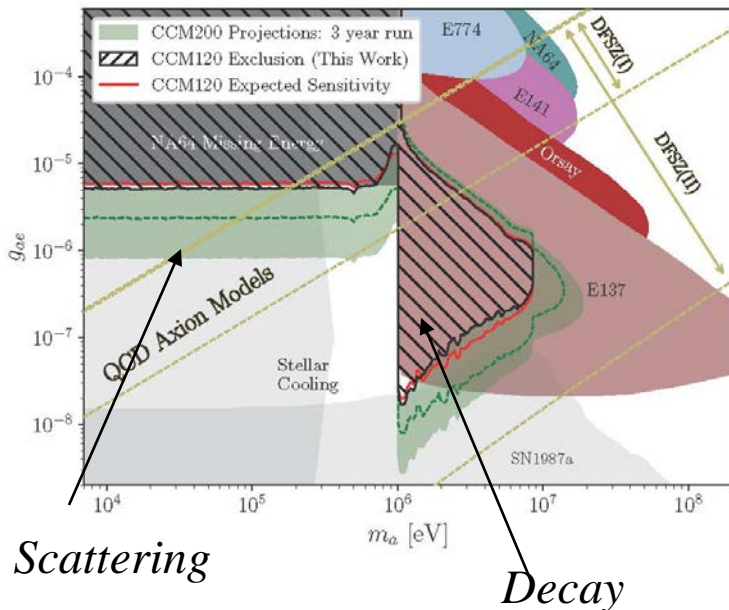 CCM200 Projections: 3 year run
CCM120 Exclusion (This Work)
CCM120 Expected Sensitivity
E774
NA64
E141
Orsay
DFSZ(I)
DFSZ(II)
NA64 Missing Energy
E137
QCD Axion Models
Stellar
Cooling
SN1987a
10⁻⁴
10⁻⁵
10⁻⁶
10⁻⁷
10⁻⁸
gₐₑ
10⁴
10⁵
10⁶
10⁷
10⁸
mₐ [eV]
Scattering
Decay